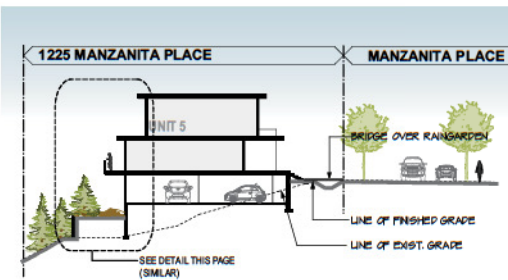 1225 MANZANITA PLACE
MANZANITA PLACE
UNIT 5
BRIDGE OVER RAINGARDEN
LINE OF FINISHED GRADE
LINE OF EXIST. GRADE
SEE DETAIL THIS PAGE
(SIMILAR)